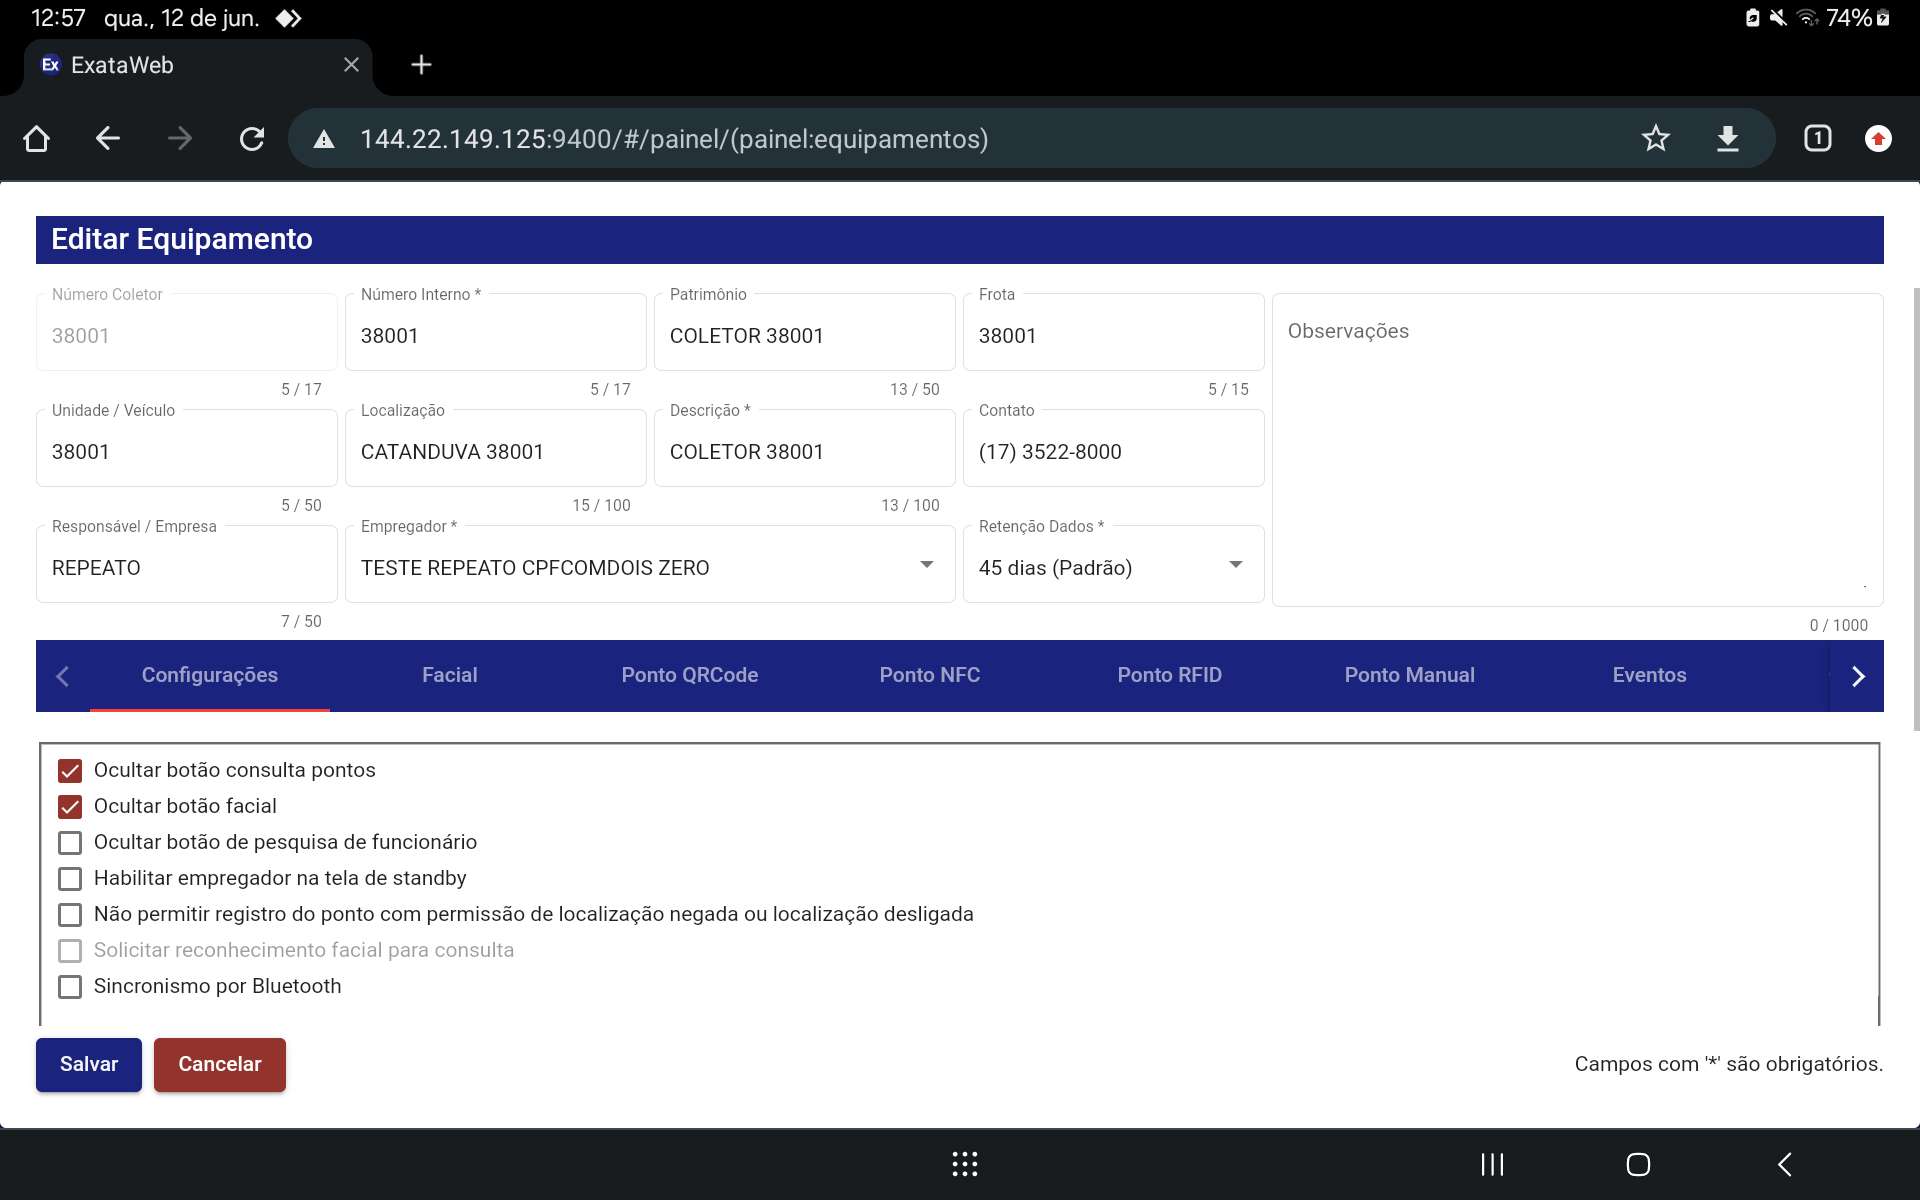 12:57 qua., 12 de jun. 74%
Ex ExataWeb
144.22.149.125:9400/#/painel/(painel:equipamentos) 1
Editar Equipamento
Número Coletor Número Interno * Patrimônio Frota
38001 38001 COLETOR 38001 38001 Observações
5 / 17 5 / 17 13 / 50 5 / 15
Unidade / Veículo Localização Descrição * Contato
38001 CATANDUVA 38001 COLETOR 38001 (17) 3522-8000
5 / 50 15 / 100 13 / 100
Responsável / Empresa Empregador * Retenção Dados *
REPEATO TESTE REPEATO CPFCOMDOIS ZERO 45 dias (Padrão)
7 / 50 0 / 1000
Configurações Facial Ponto QRCode Ponto NFC Ponto RFID Ponto Manual Eventos
Ocultar botão consulta pontos
Ocultar botão facial
Ocultar botão de pesquisa de funcionário
Habilitar empregador na tela de standby
Não permitir registro do ponto com permissão de localização negada ou localização desligada
Solicitar reconhecimento facial para consulta
Sincronismo por Bluetooth
Salvar Cancelar Campos com '*' são obrigatórios.